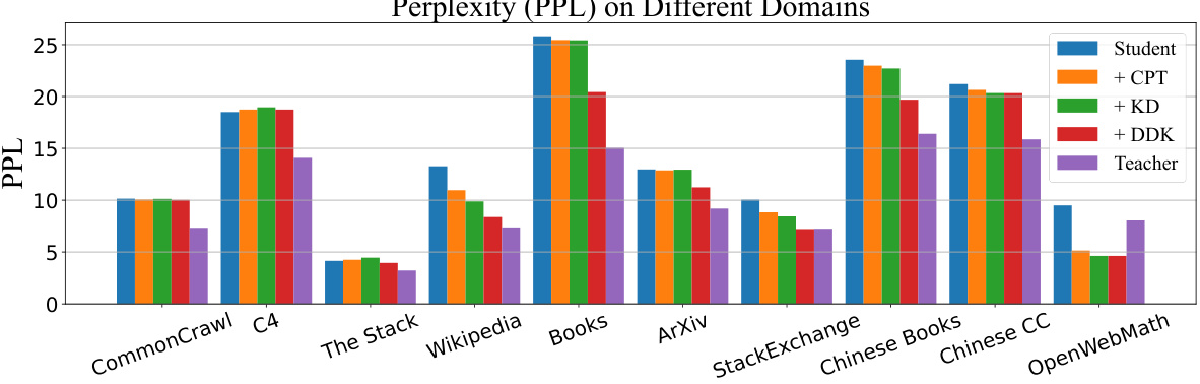 Perplexity (PPL) on Different Domains
PPL
25
20
15
10
5
0
Student
+ CPT
+ KD
+ DDK
Teacher
CommonCrawl
C4
The Stack
Wikipedia
Books
ArXiv
StackExchange
Chinese Books
Chinese CC
OpenWebMath